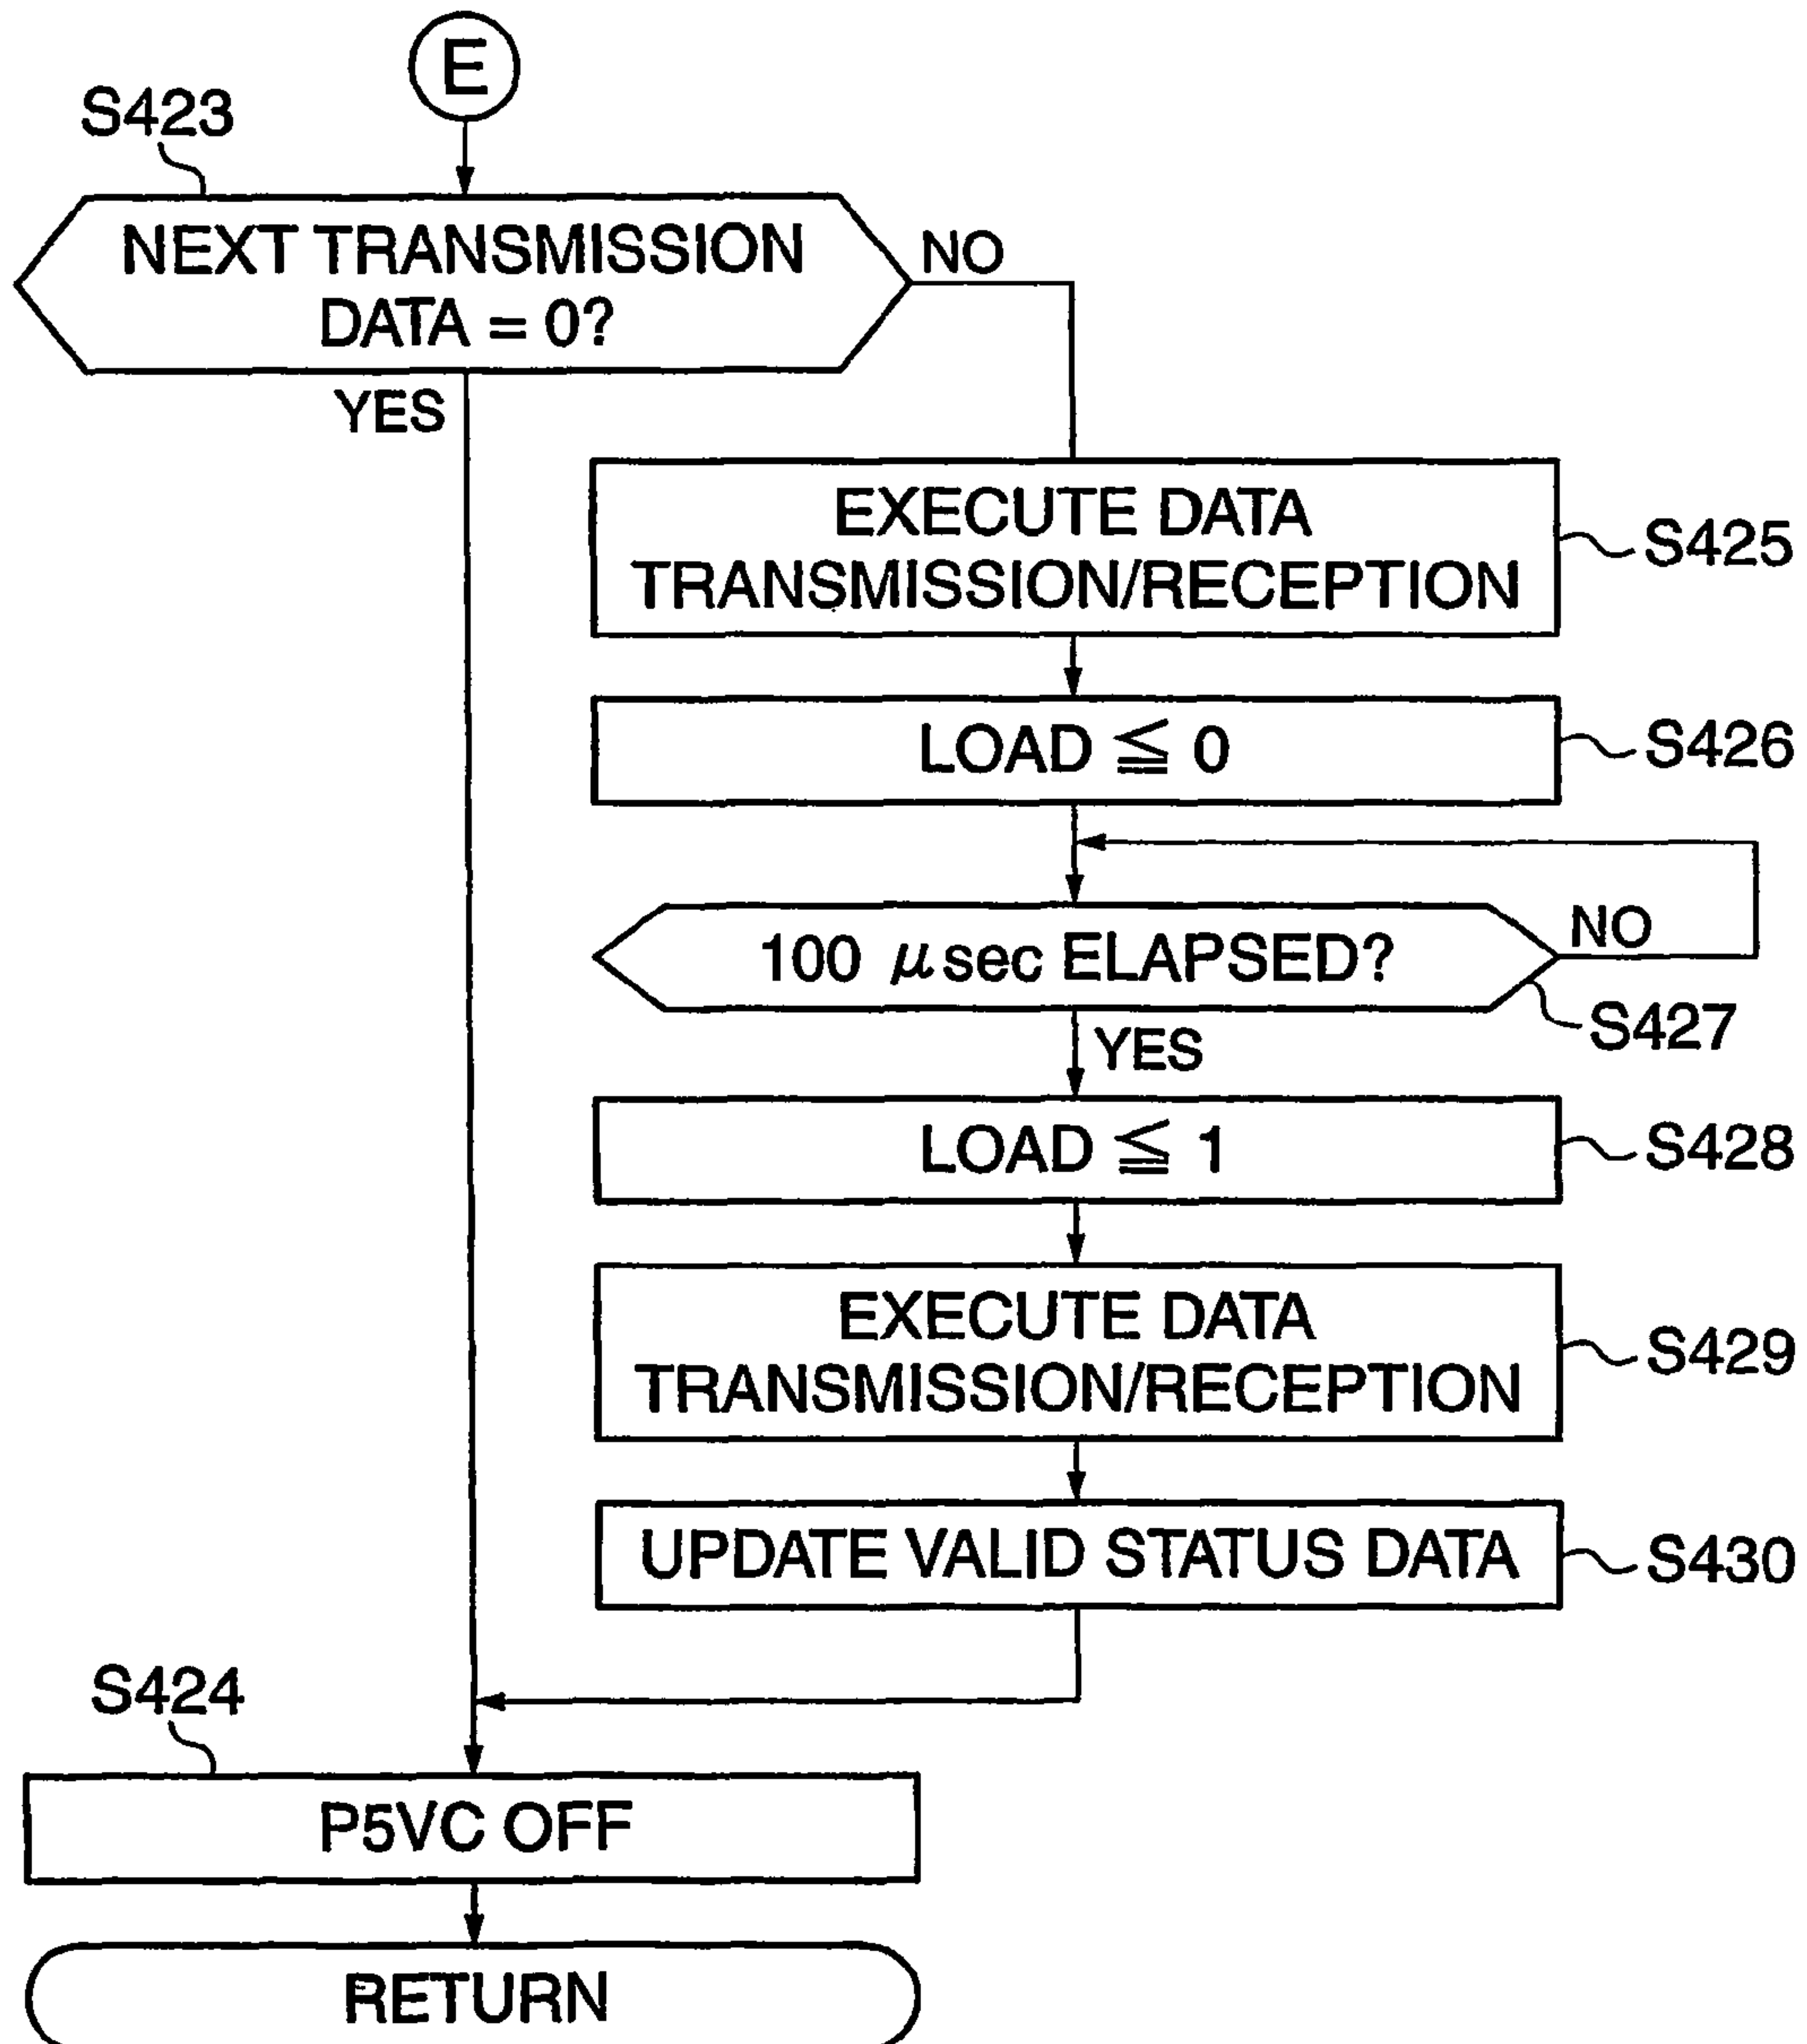 E
S423
NEXT TRANSMISSION
DATA = 0?
NO
YES
EXECUTE DATA
TRANSMISSION/RECEPTION
S425
LOAD ≦ 0
S426
100 μsec ELAPSED?
NO
S427
YES
LOAD ≦ 1
S428
EXECUTE DATA
TRANSMISSION/RECEPTION
S429
UPDATE VALID STATUS DATA
S430
S424
P5VC OFF
RETURN